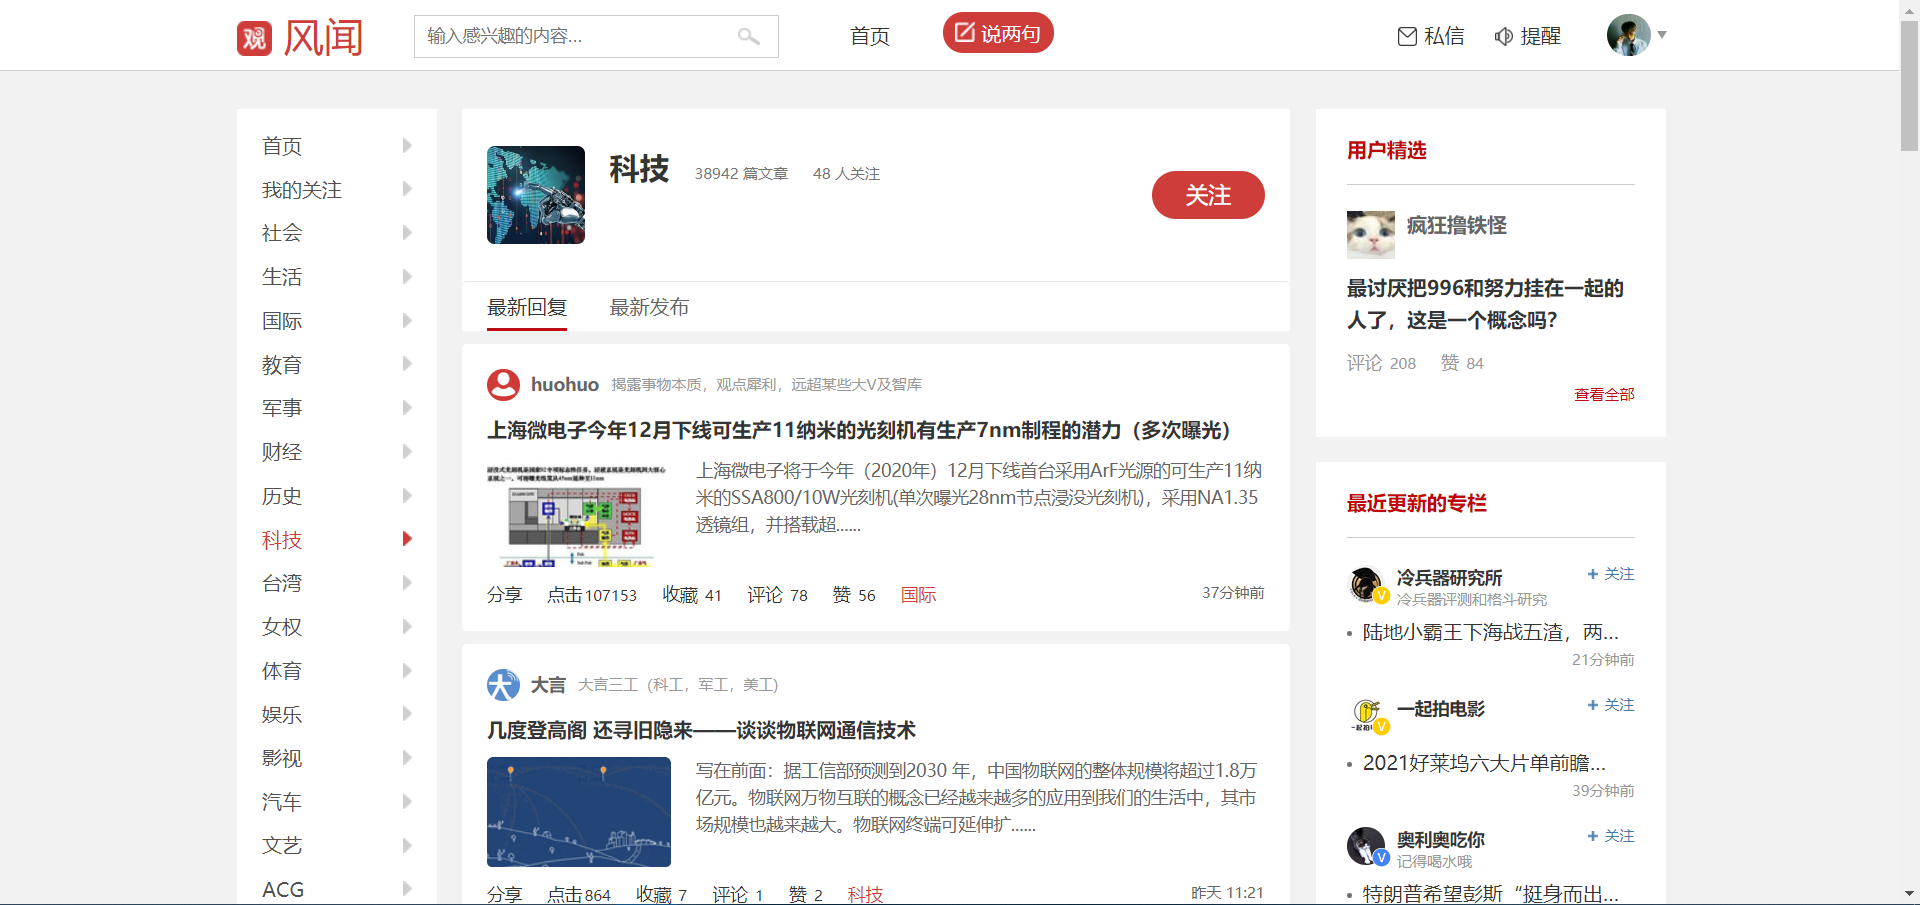 观 风闻
输入感兴趣的内容...
首页
说两句
私信
提醒
首页
我的关注
社会
生活
国际
教育
军事
财经
历史
科技
台湾
女权
体育
娱乐
影视
汽车
文艺
ACG
科技 38942 篇文章 48 人关注
关注
最新回复 最新发布
huohuo 揭露事物本质，观点犀利，远超某些大V及智库
上海微电子今年12月下线可生产11纳米的光刻机有生产7nm制程的潜力（多次曝光）
上海微电子将于今年（2020年）12月下线首台采用ArF光源的可生产11纳
米的SSA800/10W光刻机(单次曝光28nm节点浸没光刻机)，采用NA1.35
透镜组，并搭载超......
分享 点击107153 收藏 41 评论 78 赞 56 国际 37分钟前
大 大言 大言三工（科工，军工，美工)
几度登高阁 还寻旧隐来——谈谈物联网通信技术
写在前面：据工信部预测到2030 年，中国物联网的整体规模将超过1.8万
亿元。物联网万物互联的概念已经越来越多的应用到我们的生活中，其市
场规模也越来越大。物联网终端可延伸扩......
分享 点击864 收藏 7 评论 1 赞 2 科技 昨天 11:21
用户精选
疯狂撸铁怪
最讨厌把996和努力挂在一起的
人了，这是一个概念吗？
评论 208 赞 84
查看全部
最近更新的专栏
V 冷兵器研究所 + 关注
冷兵器评测和格斗研究
• 陆地小霸王下海战五渣，两...
21分钟前
V 一起拍电影 + 关注
• 2021好莱坞六大片单前瞻...
39分钟前
V 奥利奥吃你 + 关注
记得喝水哦
• 特朗普希望彭斯“挺身而出...